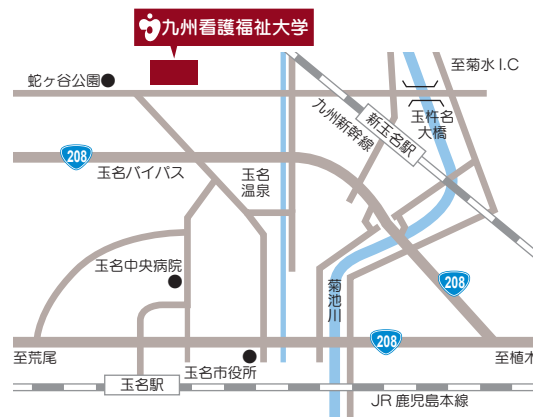 九州看護福祉大学
蛇ヶ谷公園
至菊水I.C
玉杵名
大橋
新玉名駅
九州新幹線
208
玉名バイパス
玉名
温泉
玉名中央病院
菊池川
208
208
至荒尾
玉名市役所
至植木
玉名駅
JR鹿児島本線